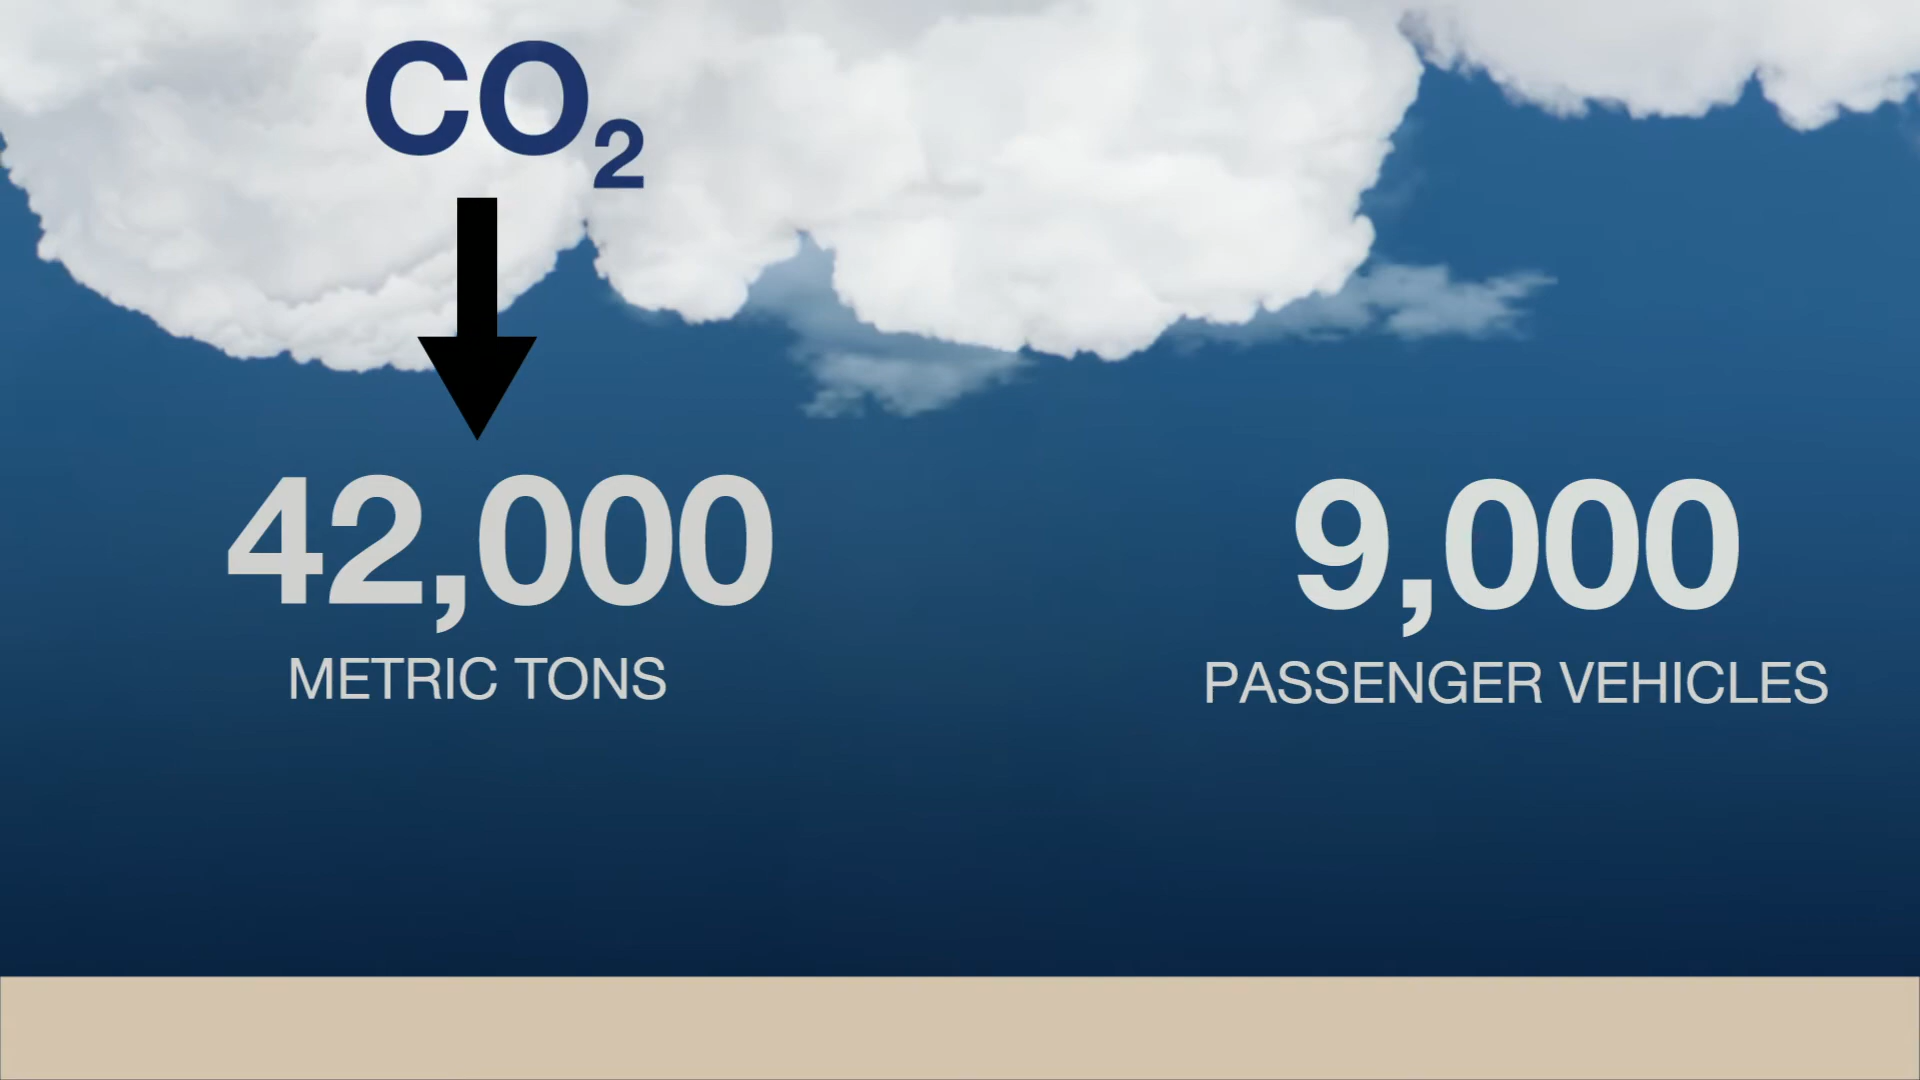 CO₂
42,000
METRIC TONS
9,000
PASSENGER VEHICLES